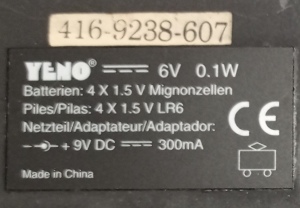 416-9238-607
YENO® ⎓ 6V 0.1W
Batterien: 4 X 1.5 V Mignonzellen
Piles/Pilas: 4 X 1.5 V LR6
Netzteil/Adaptateur/Adaptador:
+ 9V DC ⎓ 300mA
CE
Made in China